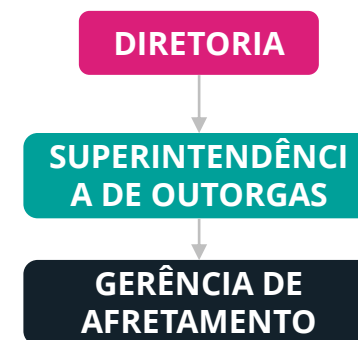 DIRETORIA
SUPERINTENDÊNCI
A DE OUTORGAS
GERÊNCIA DE
AFRETAMENTO